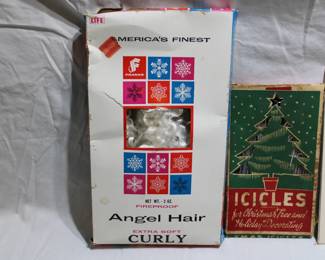 AMERICA'S FINEST
NET WT. - 2 OZ.
FIREPROOF
Angel Hair
EXTRA SOFT
CURLY
ICICLES
for Christmas Tree and
Holiday Decorating